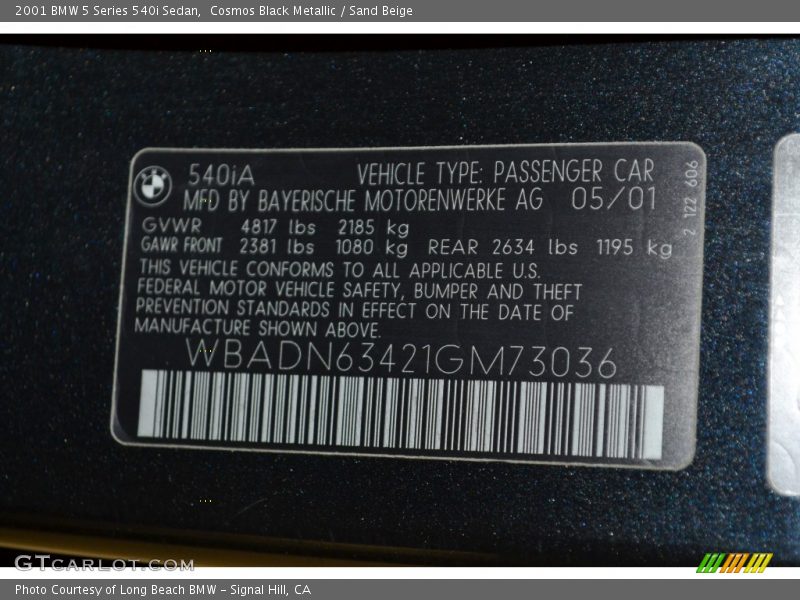 2001 BMW 5 Series 540i Sedan, Cosmos Black Metallic / Sand Beige
540iA VEHICLE TYPE: PASSENGER CAR
MFD BY BAYERISCHE MOTORENWERKE AG 05/01
GVWR 4817 lbs 2185 kg
GAWR FRONT 2381 lbs 1080 kg REAR 2634 lbs 1195 kg
THIS VEHICLE CONFORMS TO ALL APPLICABLE U.S.
FEDERAL MOTOR VEHICLE SAFETY, BUMPER AND THEFT
PREVENTION STANDARDS IN EFFECT ON THE DATE OF
MANUFACTURE SHOWN ABOVE.
WBADN63421GM73036
2 122 606
GTCARLOT.COM
Photo Courtesy of Long Beach BMW - Signal Hill, CA